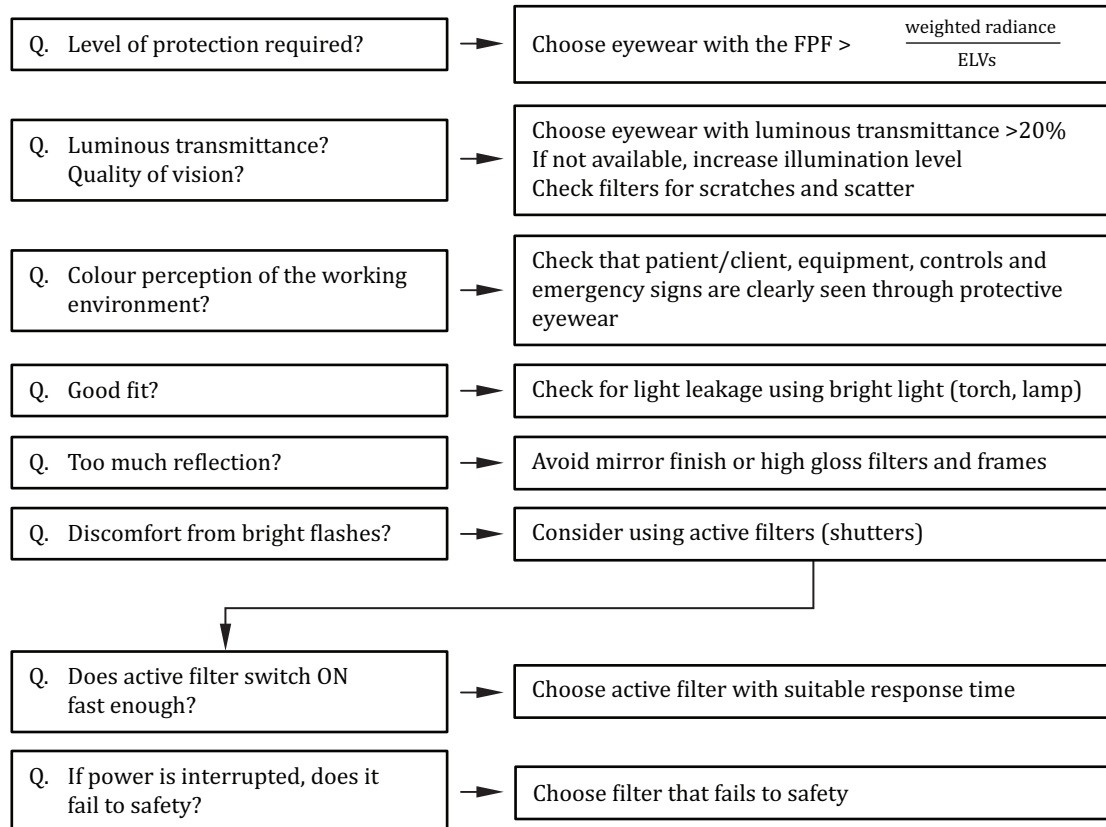 Q. Level of protection required?
Choose eyewear with the FPF > weighted radiance
ELVs
Q. Luminous transmittance?
Quality of vision?
Choose eyewear with luminous transmittance >20%
If not available, increase illumination level
Check filters for scratches and scatter
Q. Colour perception of the working
environment?
Check that patient/client, equipment, controls and
emergency signs are clearly seen through protective
eyewear
Q. Good fit?
Check for light leakage using bright light (torch, lamp)
Q. Too much reflection?
Avoid mirror finish or high gloss filters and frames
Q. Discomfort from bright flashes?
Consider using active filters (shutters)
Q. Does active filter switch ON
fast enough?
Choose active filter with suitable response time
Q. If power is interrupted, does it
fail to safety?
Choose filter that fails to safety